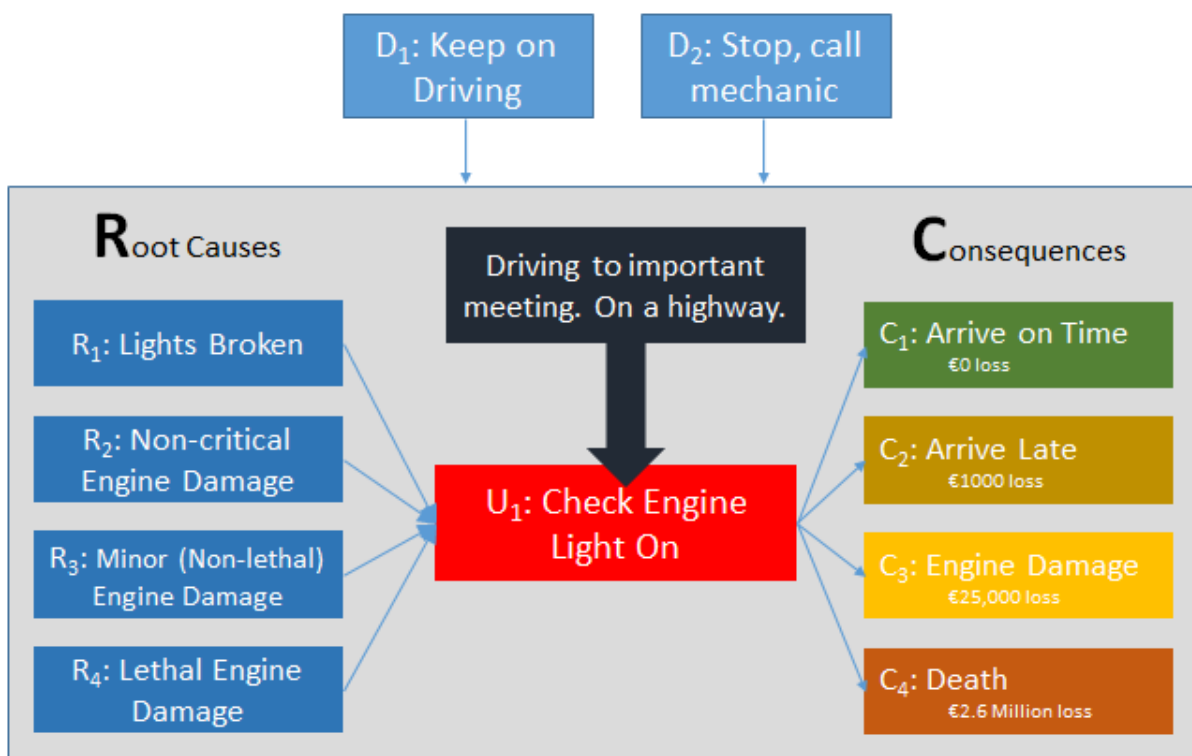 D₁: Keep on
Driving
D₂: Stop, call
mechanic
Root Causes
R₁: Lights Broken
R₂: Non-critical
Engine Damage
R₃: Minor (Non-lethal)
Engine Damage
R₄: Lethal Engine
Damage
Driving to important
meeting. On a highway.
U₁: Check Engine
Light On
Consequences
C₁: Arrive on Time
€0 loss
C₂: Arrive Late
€1000 loss
C₃: Engine Damage
€25,000 loss
C₄: Death
€2.6 Million loss